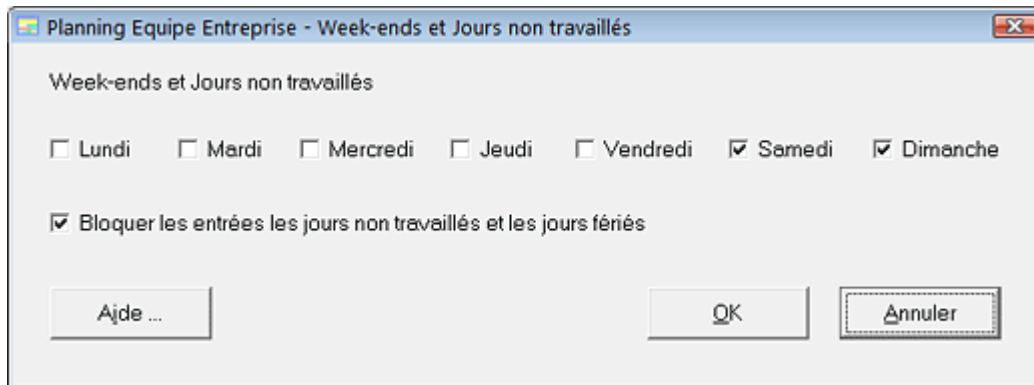 Planning Equipe Entreprise - Week-ends et Jours non travaillés
Week-ends et Jours non travaillés
Lundi Mardi Mercredi Jeudi Vendredi Samedi Dimanche
Bloquer les entrées les jours non travaillés et les jours fériés
Aide ... OK Annuler